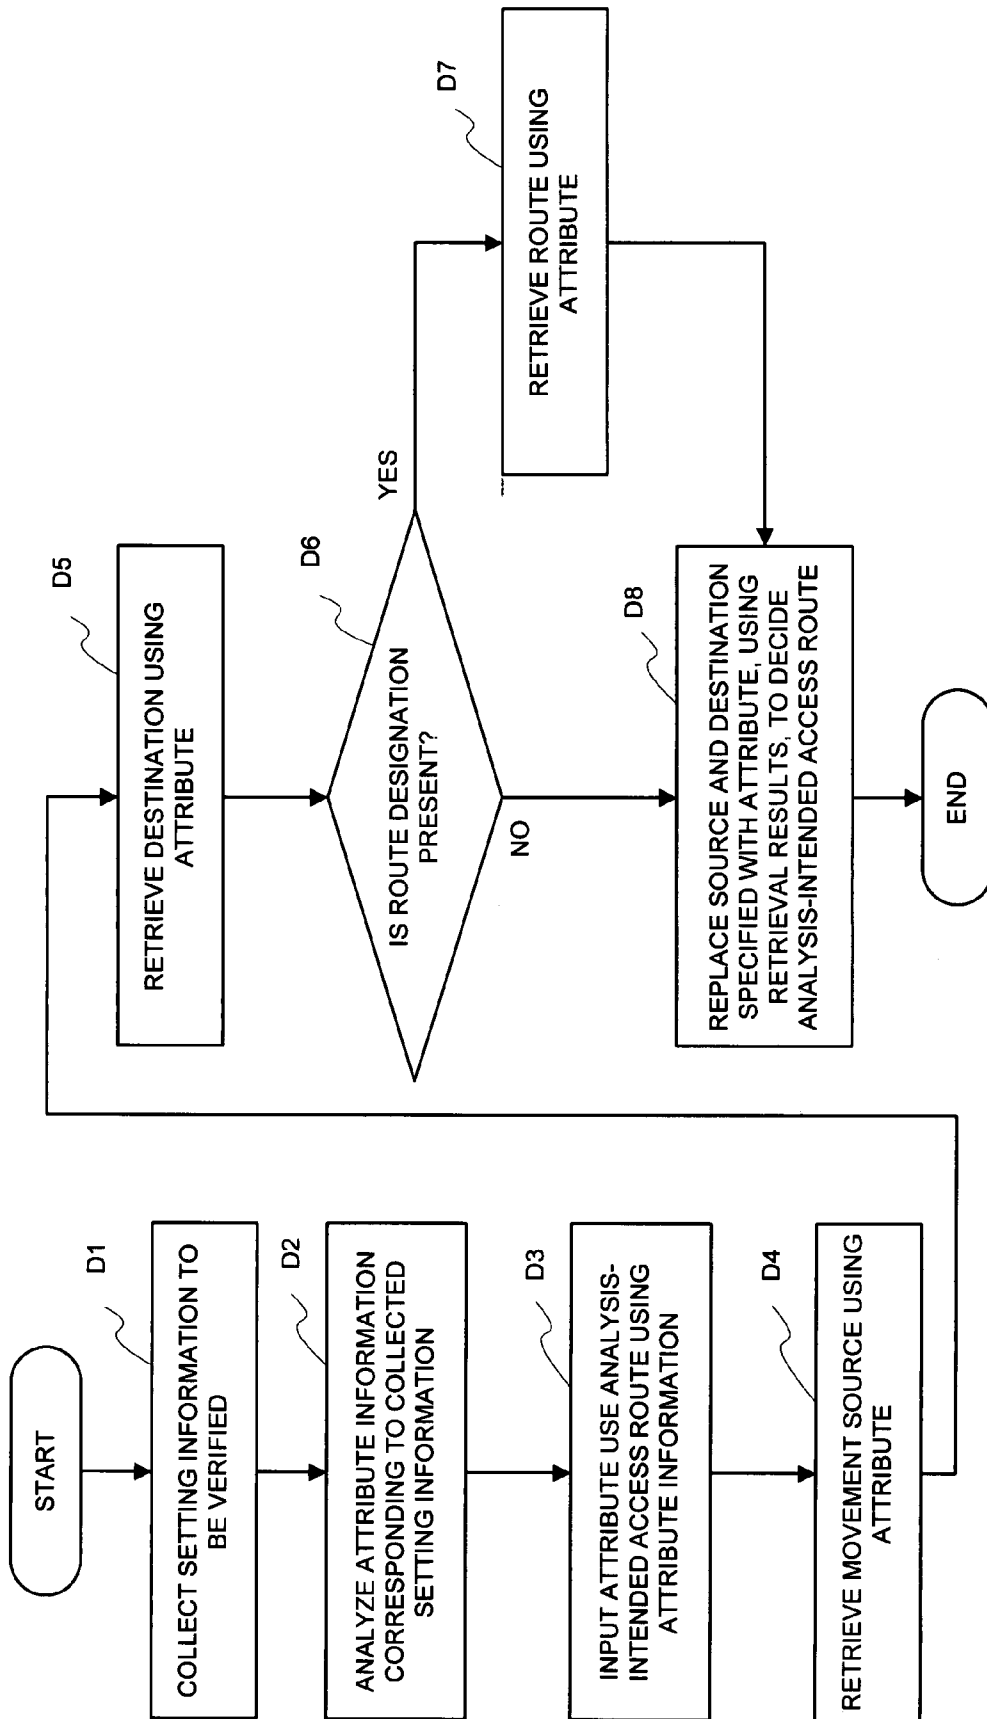 START
D1
COLLECT SETTING INFORMATION TO
BE VERIFIED
D2
ANALYZE ATTRIBUTE INFORMATION
CORRESPONDING TO COLLECTED
SETTING INFORMATION
D3
INPUT ATTRIBUTE USE ANALYSIS-
INTENDED ACCESS ROUTE USING
ATTRIBUTE INFORMATION
D4
RETRIEVE MOVEMENT SOURCE USING
ATTRIBUTE
D5
RETRIEVE DESTINATION USING
ATTRIBUTE
D6
IS ROUTE DESIGNATION
PRESENT?
YES
NO
D7
RETRIEVE ROUTE USING
ATTRIBUTE
D8
REPLACE SOURCE AND DESTINATION
SPECIFIED WITH ATTRIBUTE, USING
RETRIEVAL RESULTS, TO DECIDE
ANALYSIS-INTENDED ACCESS ROUTE
END